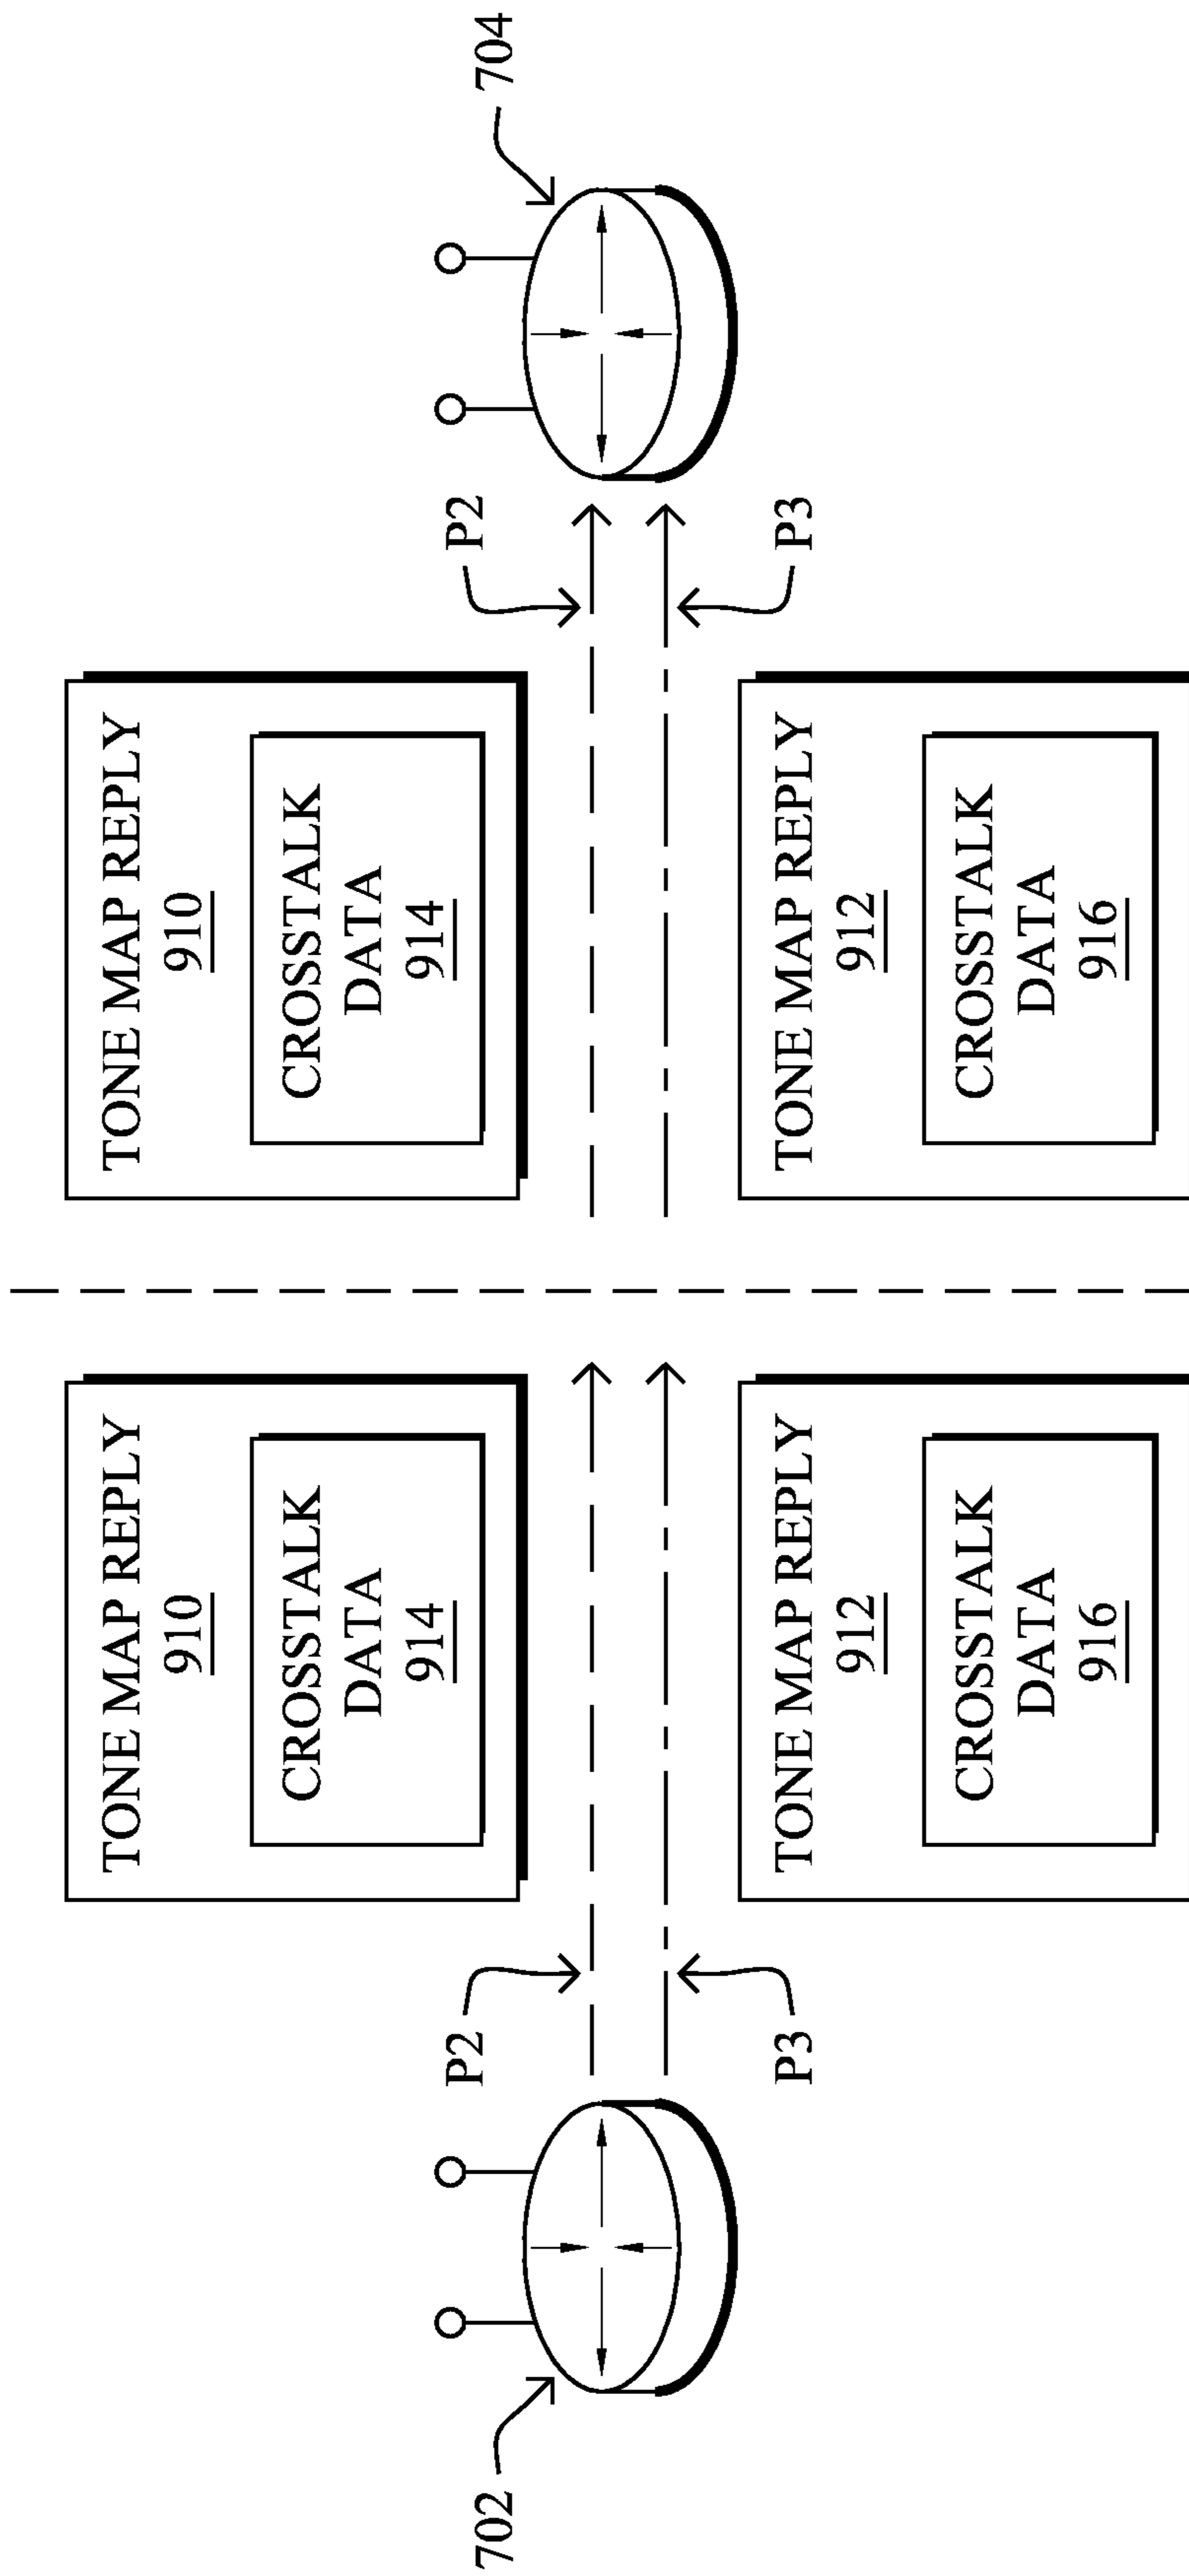 702
P2
P3
TONE MAP REPLY
910
CROSSTALK
DATA
914
TONE MAP REPLY
912
CROSSTALK
DATA
916
TONE MAP REPLY
910
CROSSTALK
DATA
914
TONE MAP REPLY
912
CROSSTALK
DATA
916
P2
P3
704